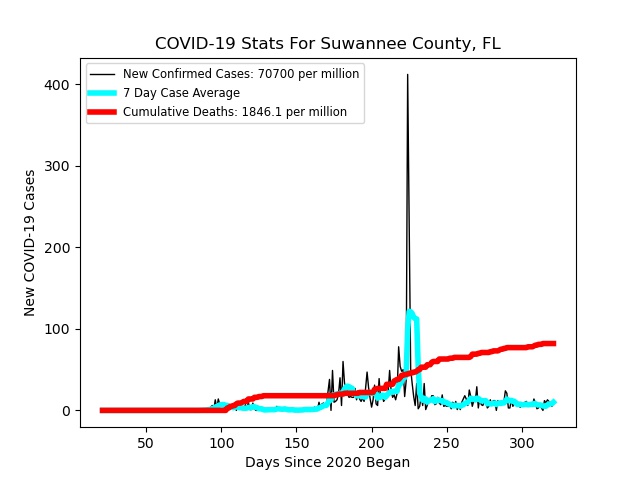 COVID-19 Stats For Suwannee County, FL
New Confirmed Cases: 70700 per million
7 Day Case Average
Cumulative Deaths: 1846.1 per million
New COVID-19 Cases
400
300
200
100
0
50 100 150 200 250 300
Days Since 2020 Began